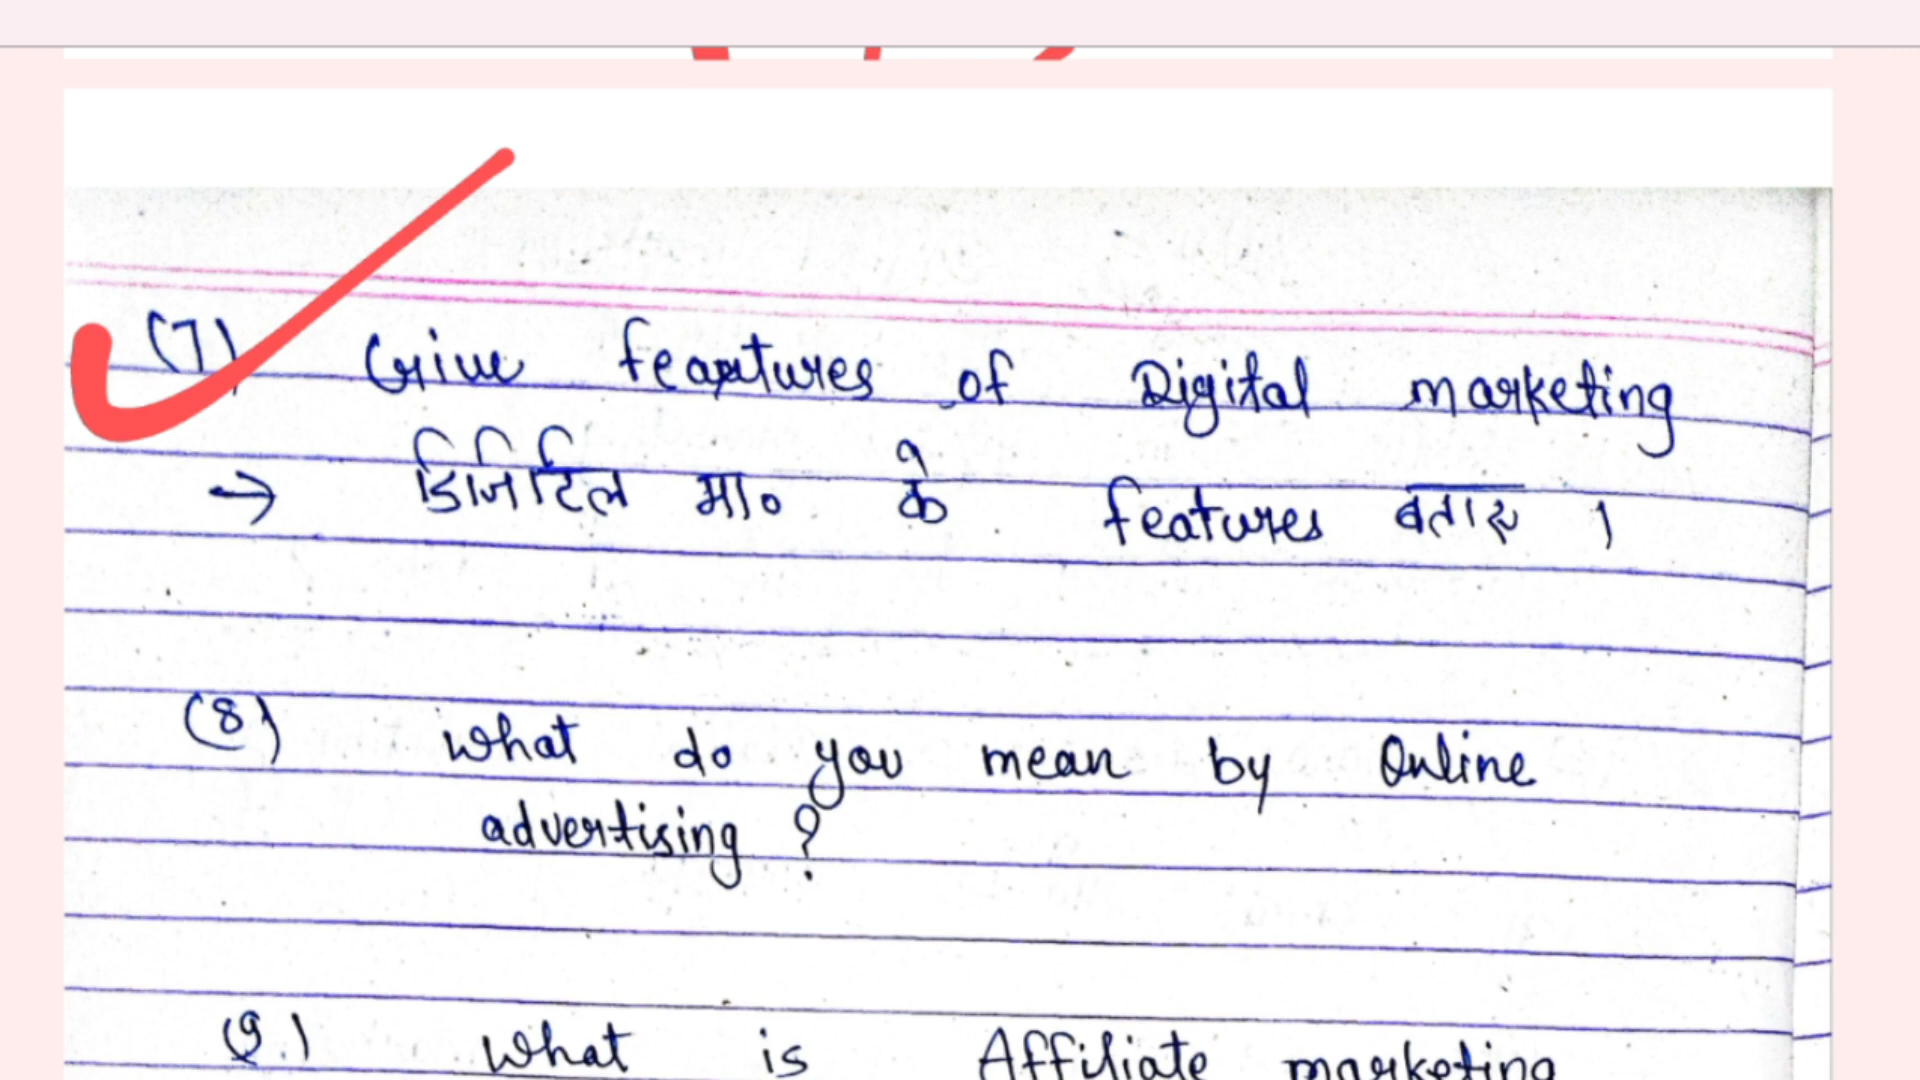 (7) Give features of Digital marketing
→ डिजिटिल मा० के features बताइ ।
(8) what do you mean by Online
advertising ?
(9.) what is Affiliate marketing